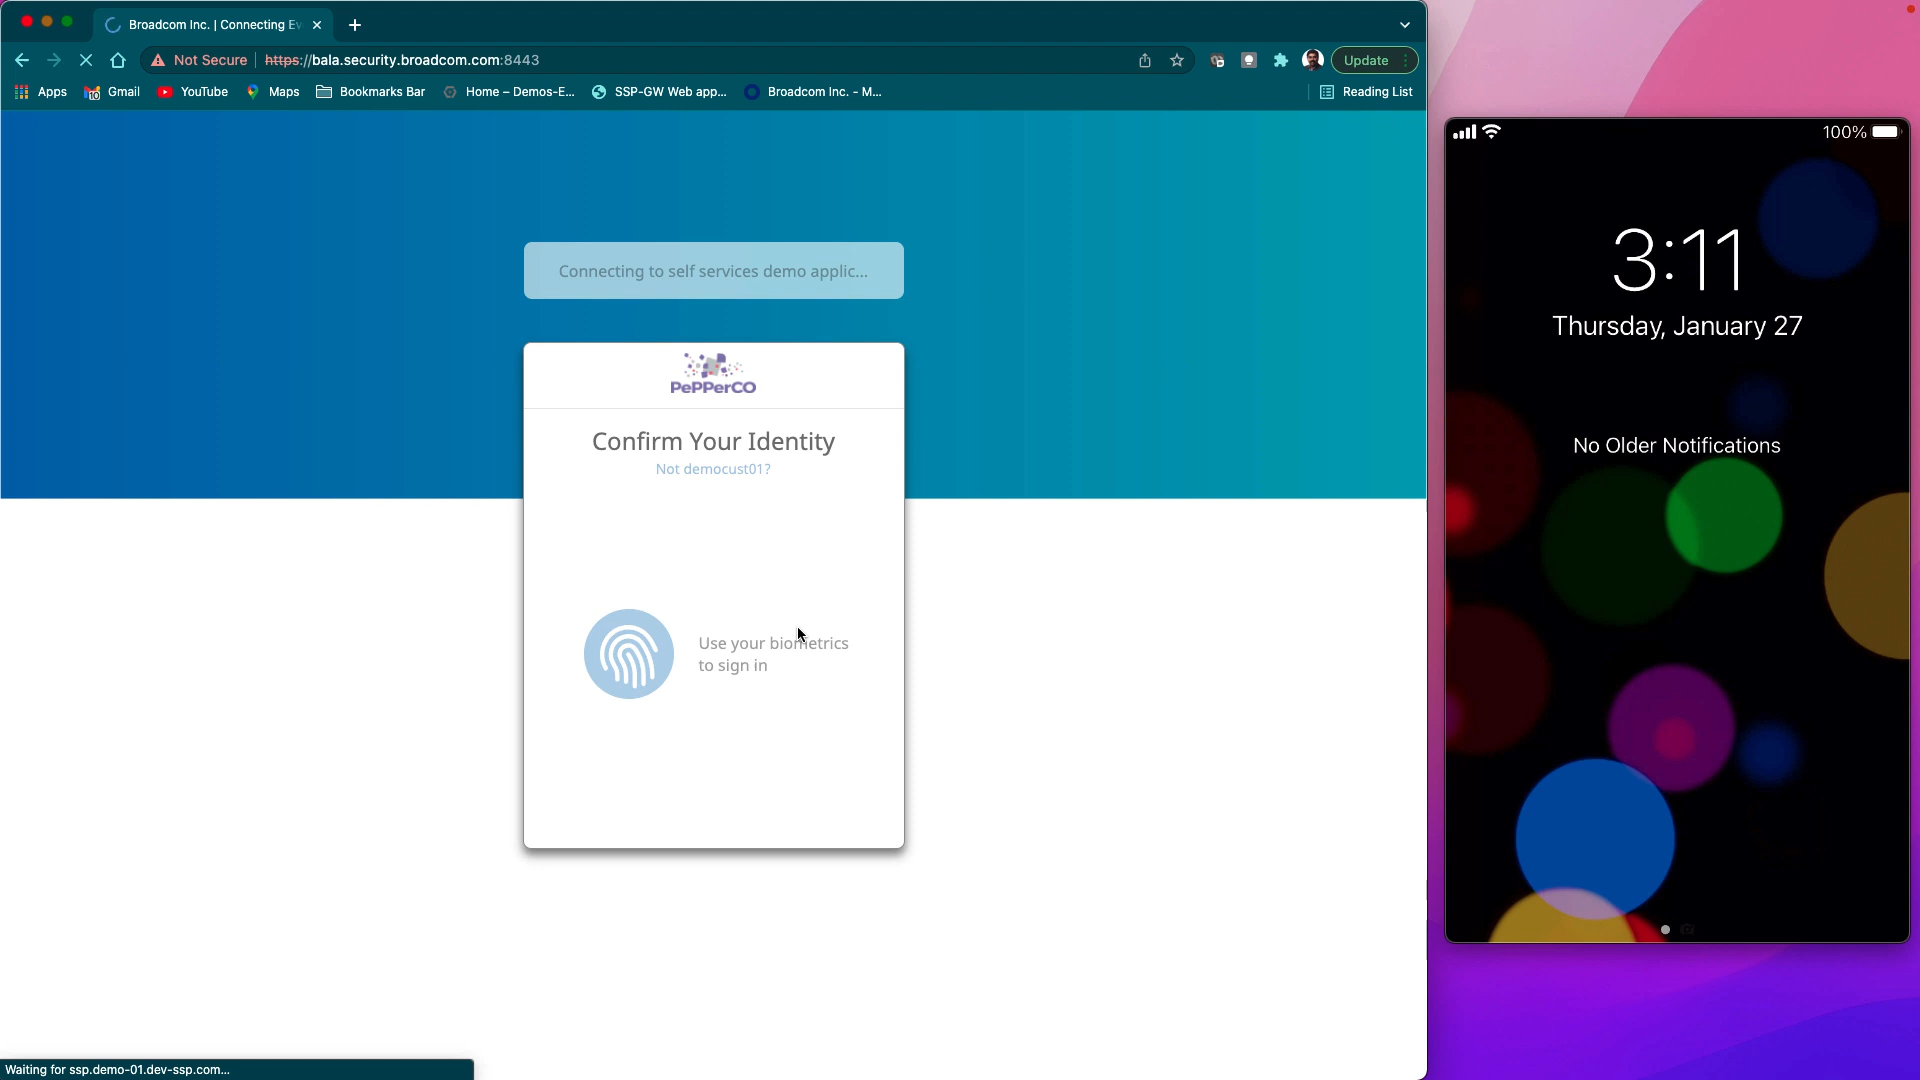 Broadcom Inc. | Connecting Ev
Not Secure
https://bala.security.broadcom.com:8443
Update
Apps
Gmail
YouTube
Maps
Bookmarks Bar
Home – Demos-E...
SSP-GW Web app...
Broadcom Inc. - M...
Reading List
Connecting to self services demo applic...
PePPerCO
Confirm Your Identity
Not democust01?
Use your biometrics
to sign in
Waiting for ssp.demo-01.dev-ssp.com...
100%
3:11
Thursday, January 27
No Older Notifications